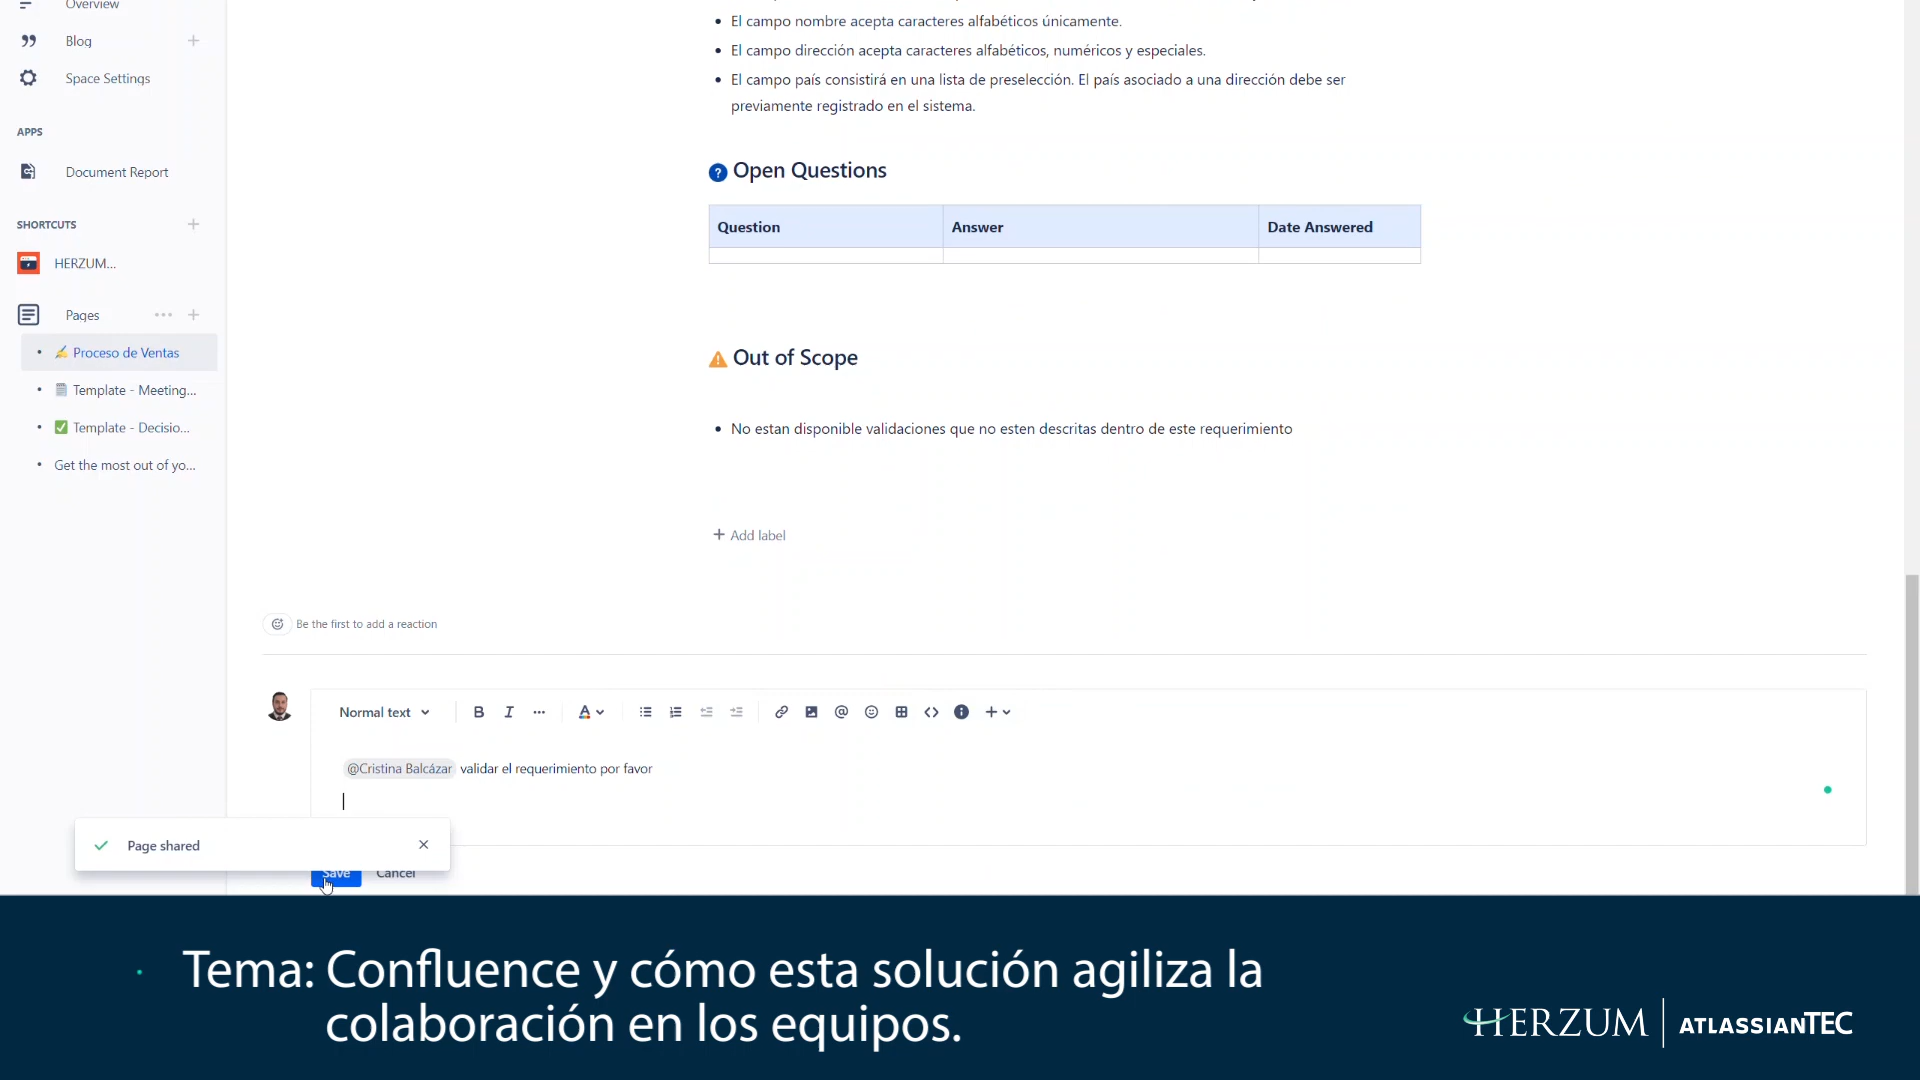 Overview
Blog
Space Settings
APPS
Document Report
SHORTCUTS
HERZUM...
Pages
Proceso de Ventas
Template - Meeting...
Template - Decisio...
Get the most out of yo...
El campo nombre acepta caracteres alfabéticos únicamente.
El campo dirección acepta caracteres alfabéticos, numéricos y especiales.
El campo país consistirá en una lista de preselección. El país asociado a una dirección debe ser
previamente registrado en el sistema.
Open Questions
Question Answer Date Answered
Out of Scope
No estan disponible validaciones que no esten descritas dentro de este requerimiento
Add label
Be the first to add a reaction
Normal text
@Cristina Balcázar validar el requerimiento por favor
Page shared
Save Cancel
Tema: Confluence y cómo esta solución agiliza la
colaboración en los equipos.
HERZUM | ATLASSIANTEC